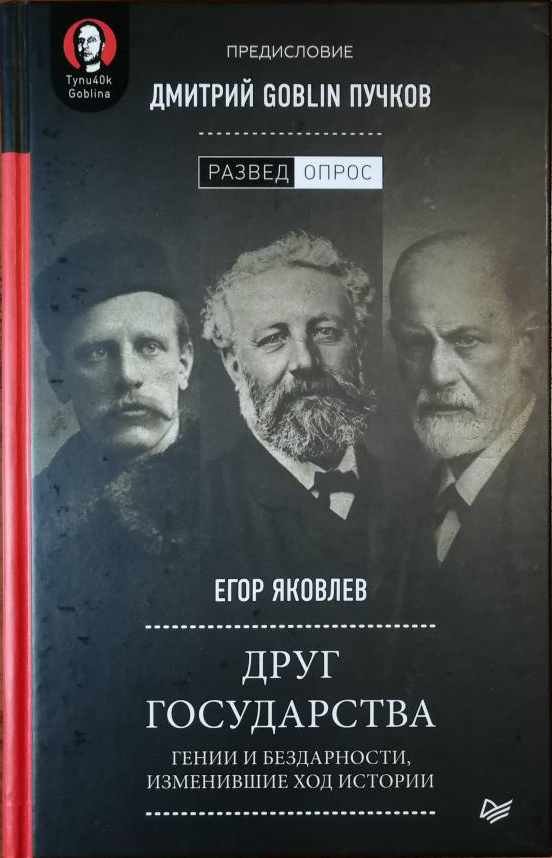 Tynu40k
Goblina
ПРЕДИСЛОВИЕ
ДМИТРИЙ GOBLIN ПУЧКОВ
РАЗВЕД ОПРОС
ЕГОР ЯКОВЛЕВ
ДРУГ
ГОСУДАРСТВА
ГЕНИИ И БЕЗДАРНОСТИ,
ИЗМЕНИВШИЕ ХОД ИСТОРИИ